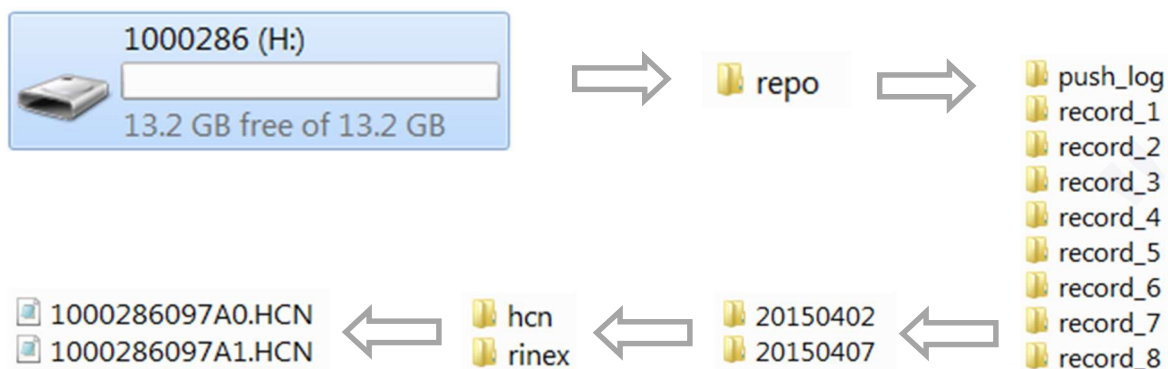 1000286 (H:)
13.2 GB free of 13.2 GB
repo
push_log
record_1
record_2
record_3
record_4
record_5
record_6
record_7
record_8
20150402
20150407
hcn
rinex
1000286097A0.HCN
1000286097A1.HCN